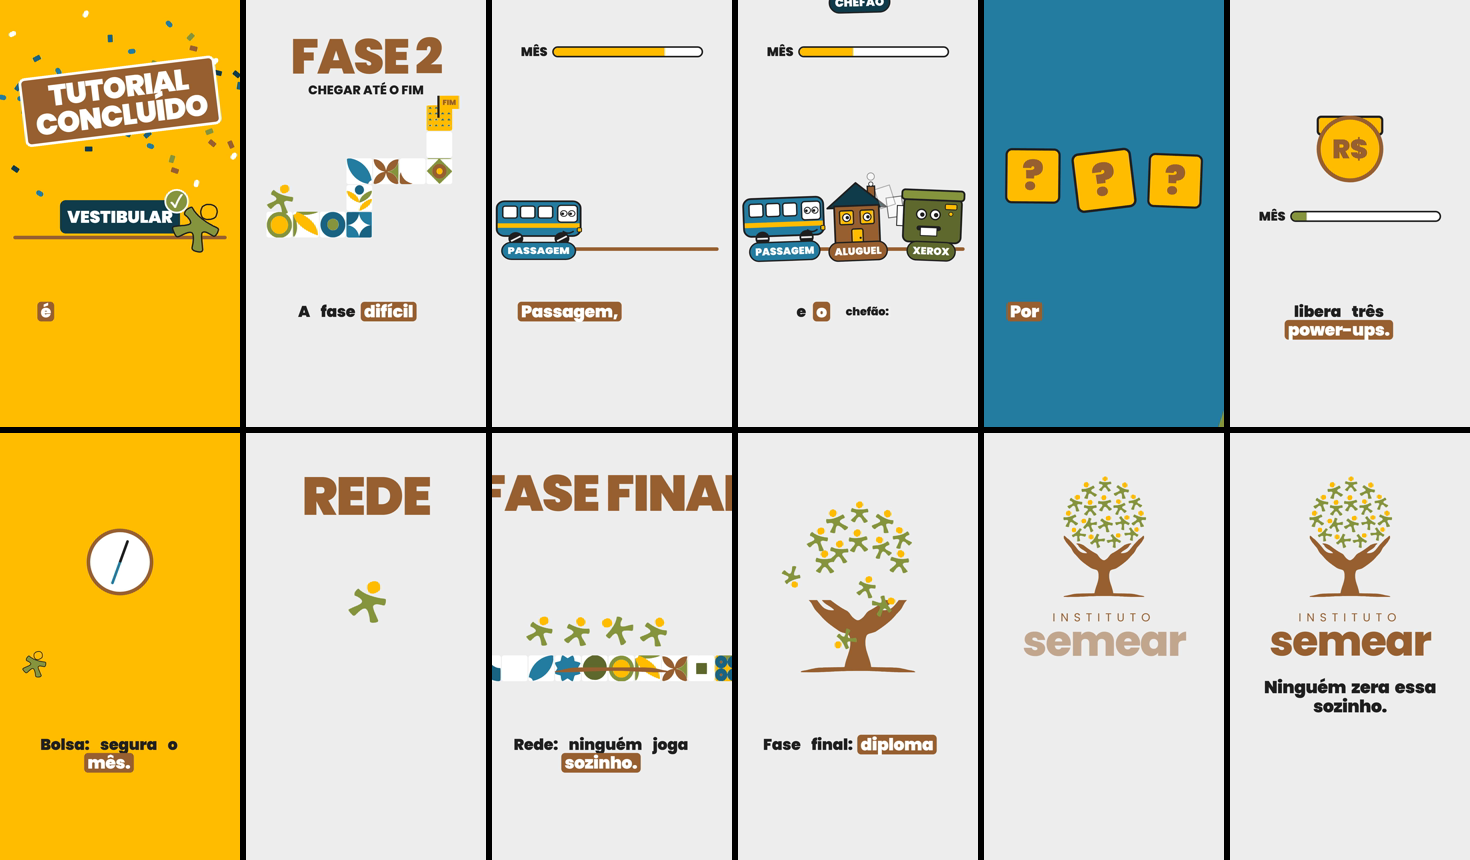 TUTORIAL
CONCLUÍDO
VESTIBULAR
é
FASE 2
CHEGAR ATÉ O FIM
FIM
A fase difícil
MÊS
PASSAGEM
Passagem,
CHEFÃO
MÊS
PASSAGEM
ALUGUEL
XEROX
e o chefão:
? ? ?
Por
R$
MÊS
libera três
power-ups.
Bolsa: segura o
mês.
REDE
FASE FINAL
Rede: ninguém joga
sozinho.
Fase final: diploma
INSTITUTO
semear
INSTITUTO
semear
Ninguém zera essa
sozinho.